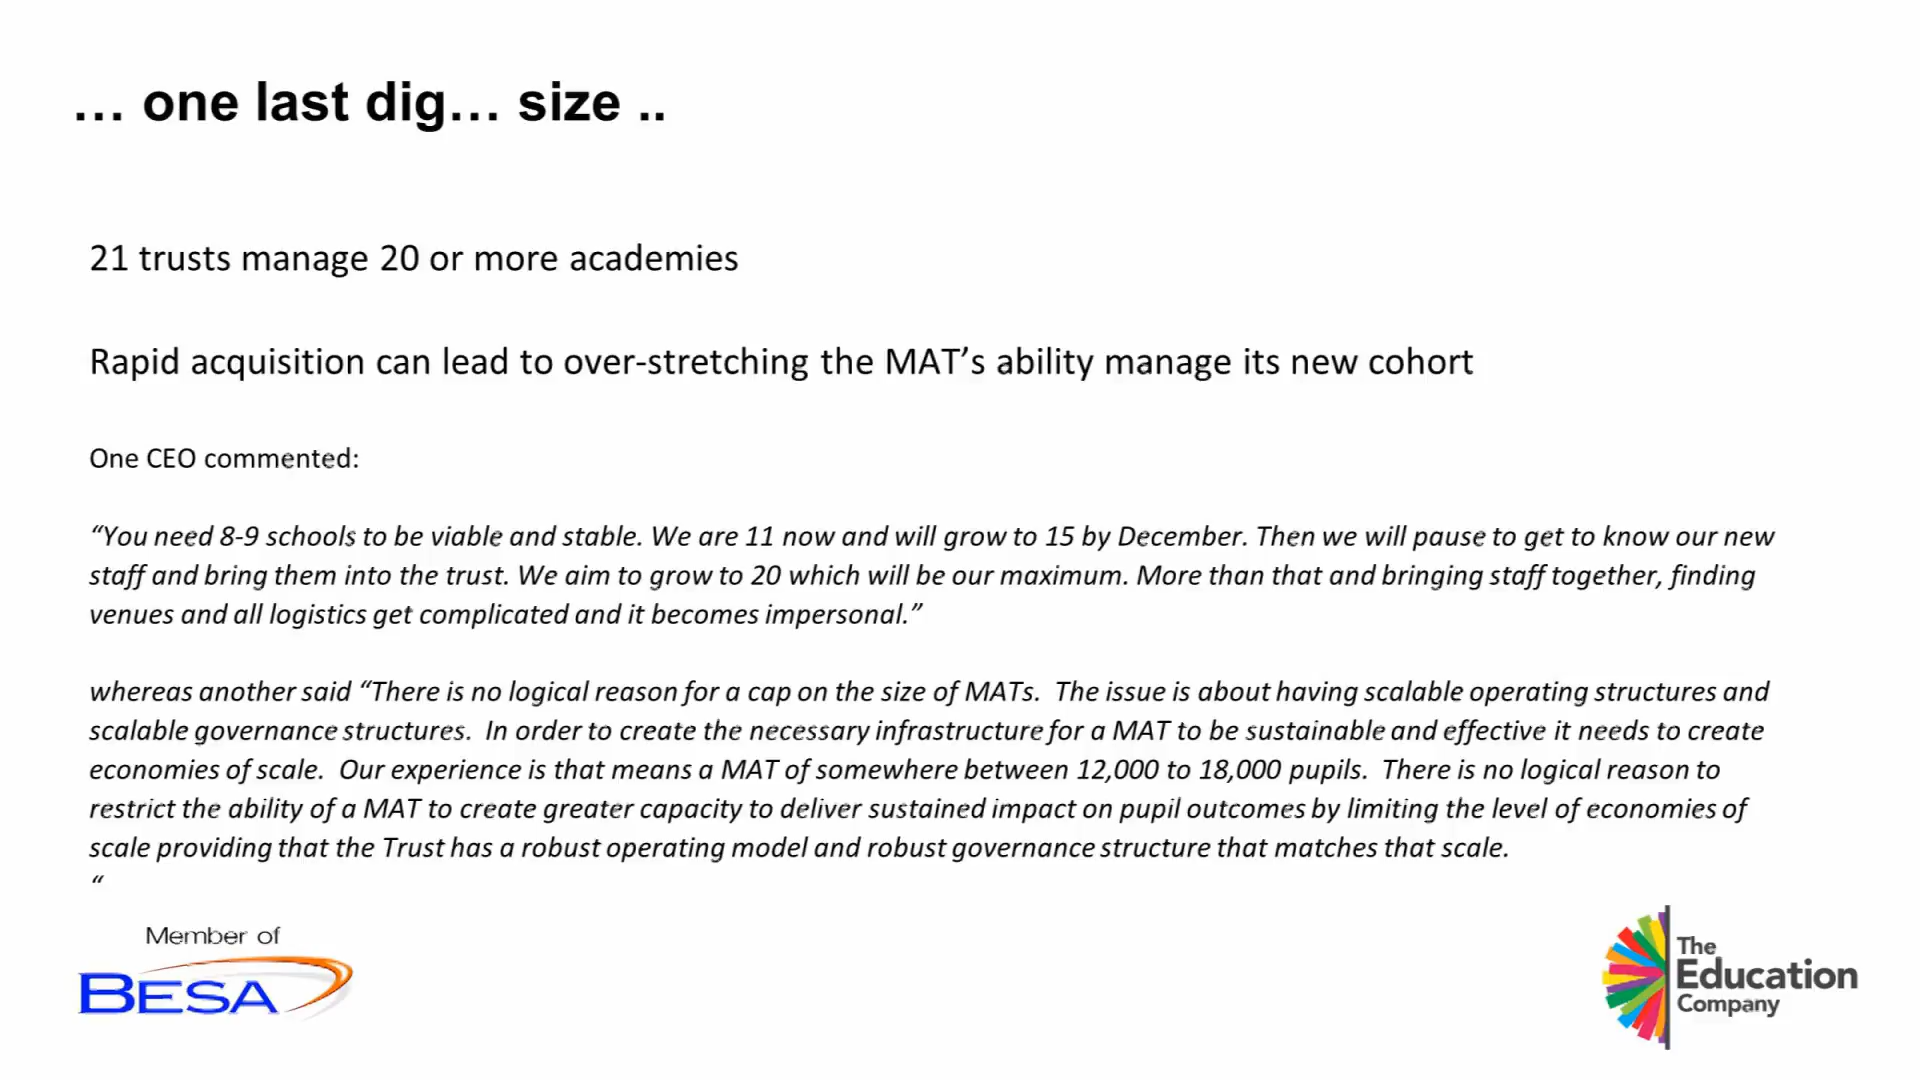 … one last dig… size ..
21 trusts manage 20 or more academies
Rapid acquisition can lead to over-stretching the MAT’s ability manage its new cohort
One CEO commented:
“You need 8-9 schools to be viable and stable. We are 11 now and will grow to 15 by December. Then we will pause to get to know our new
staff and bring them into the trust. We aim to grow to 20 which will be our maximum. More than that and bringing staff together, finding
venues and all logistics get complicated and it becomes impersonal.”
whereas another said “There is no logical reason for a cap on the size of MATs.  The issue is about having scalable operating structures and
scalable governance structures.  In order to create the necessary infrastructure for a MAT to be sustainable and effective it needs to create
economies of scale.  Our experience is that means a MAT of somewhere between 12,000 to 18,000 pupils.  There is no logical reason to
restrict the ability of a MAT to create greater capacity to deliver sustained impact on pupil outcomes by limiting the level of economies of
scale providing that the Trust has a robust operating model and robust governance structure that matches that scale.
“
Member of
BESA
The
Education
Company